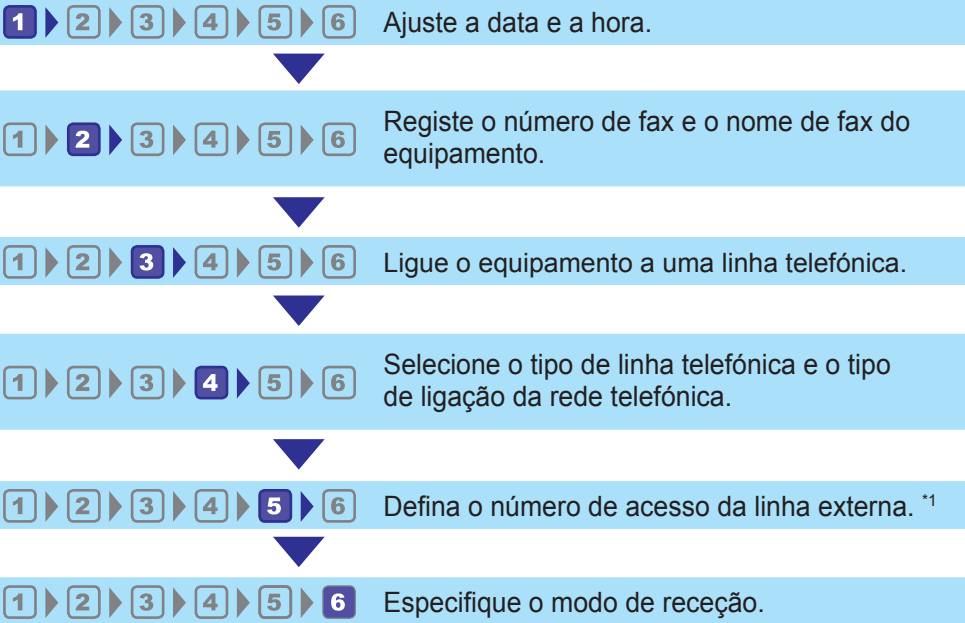 1 2 3 4 5 6 Ajuste a data e a hora.
1 2 3 4 5 6 Registe o número de fax e o nome de fax do
equipamento.
1 2 3 4 5 6 Ligue o equipamento a uma linha telefónica.
1 2 3 4 5 6 Selecione o tipo de linha telefónica e o tipo
de ligação da rede telefónica.
1 2 3 4 5 6 Defina o número de acesso da linha externa. *1
1 2 3 4 5 6 Especifique o modo de receção.